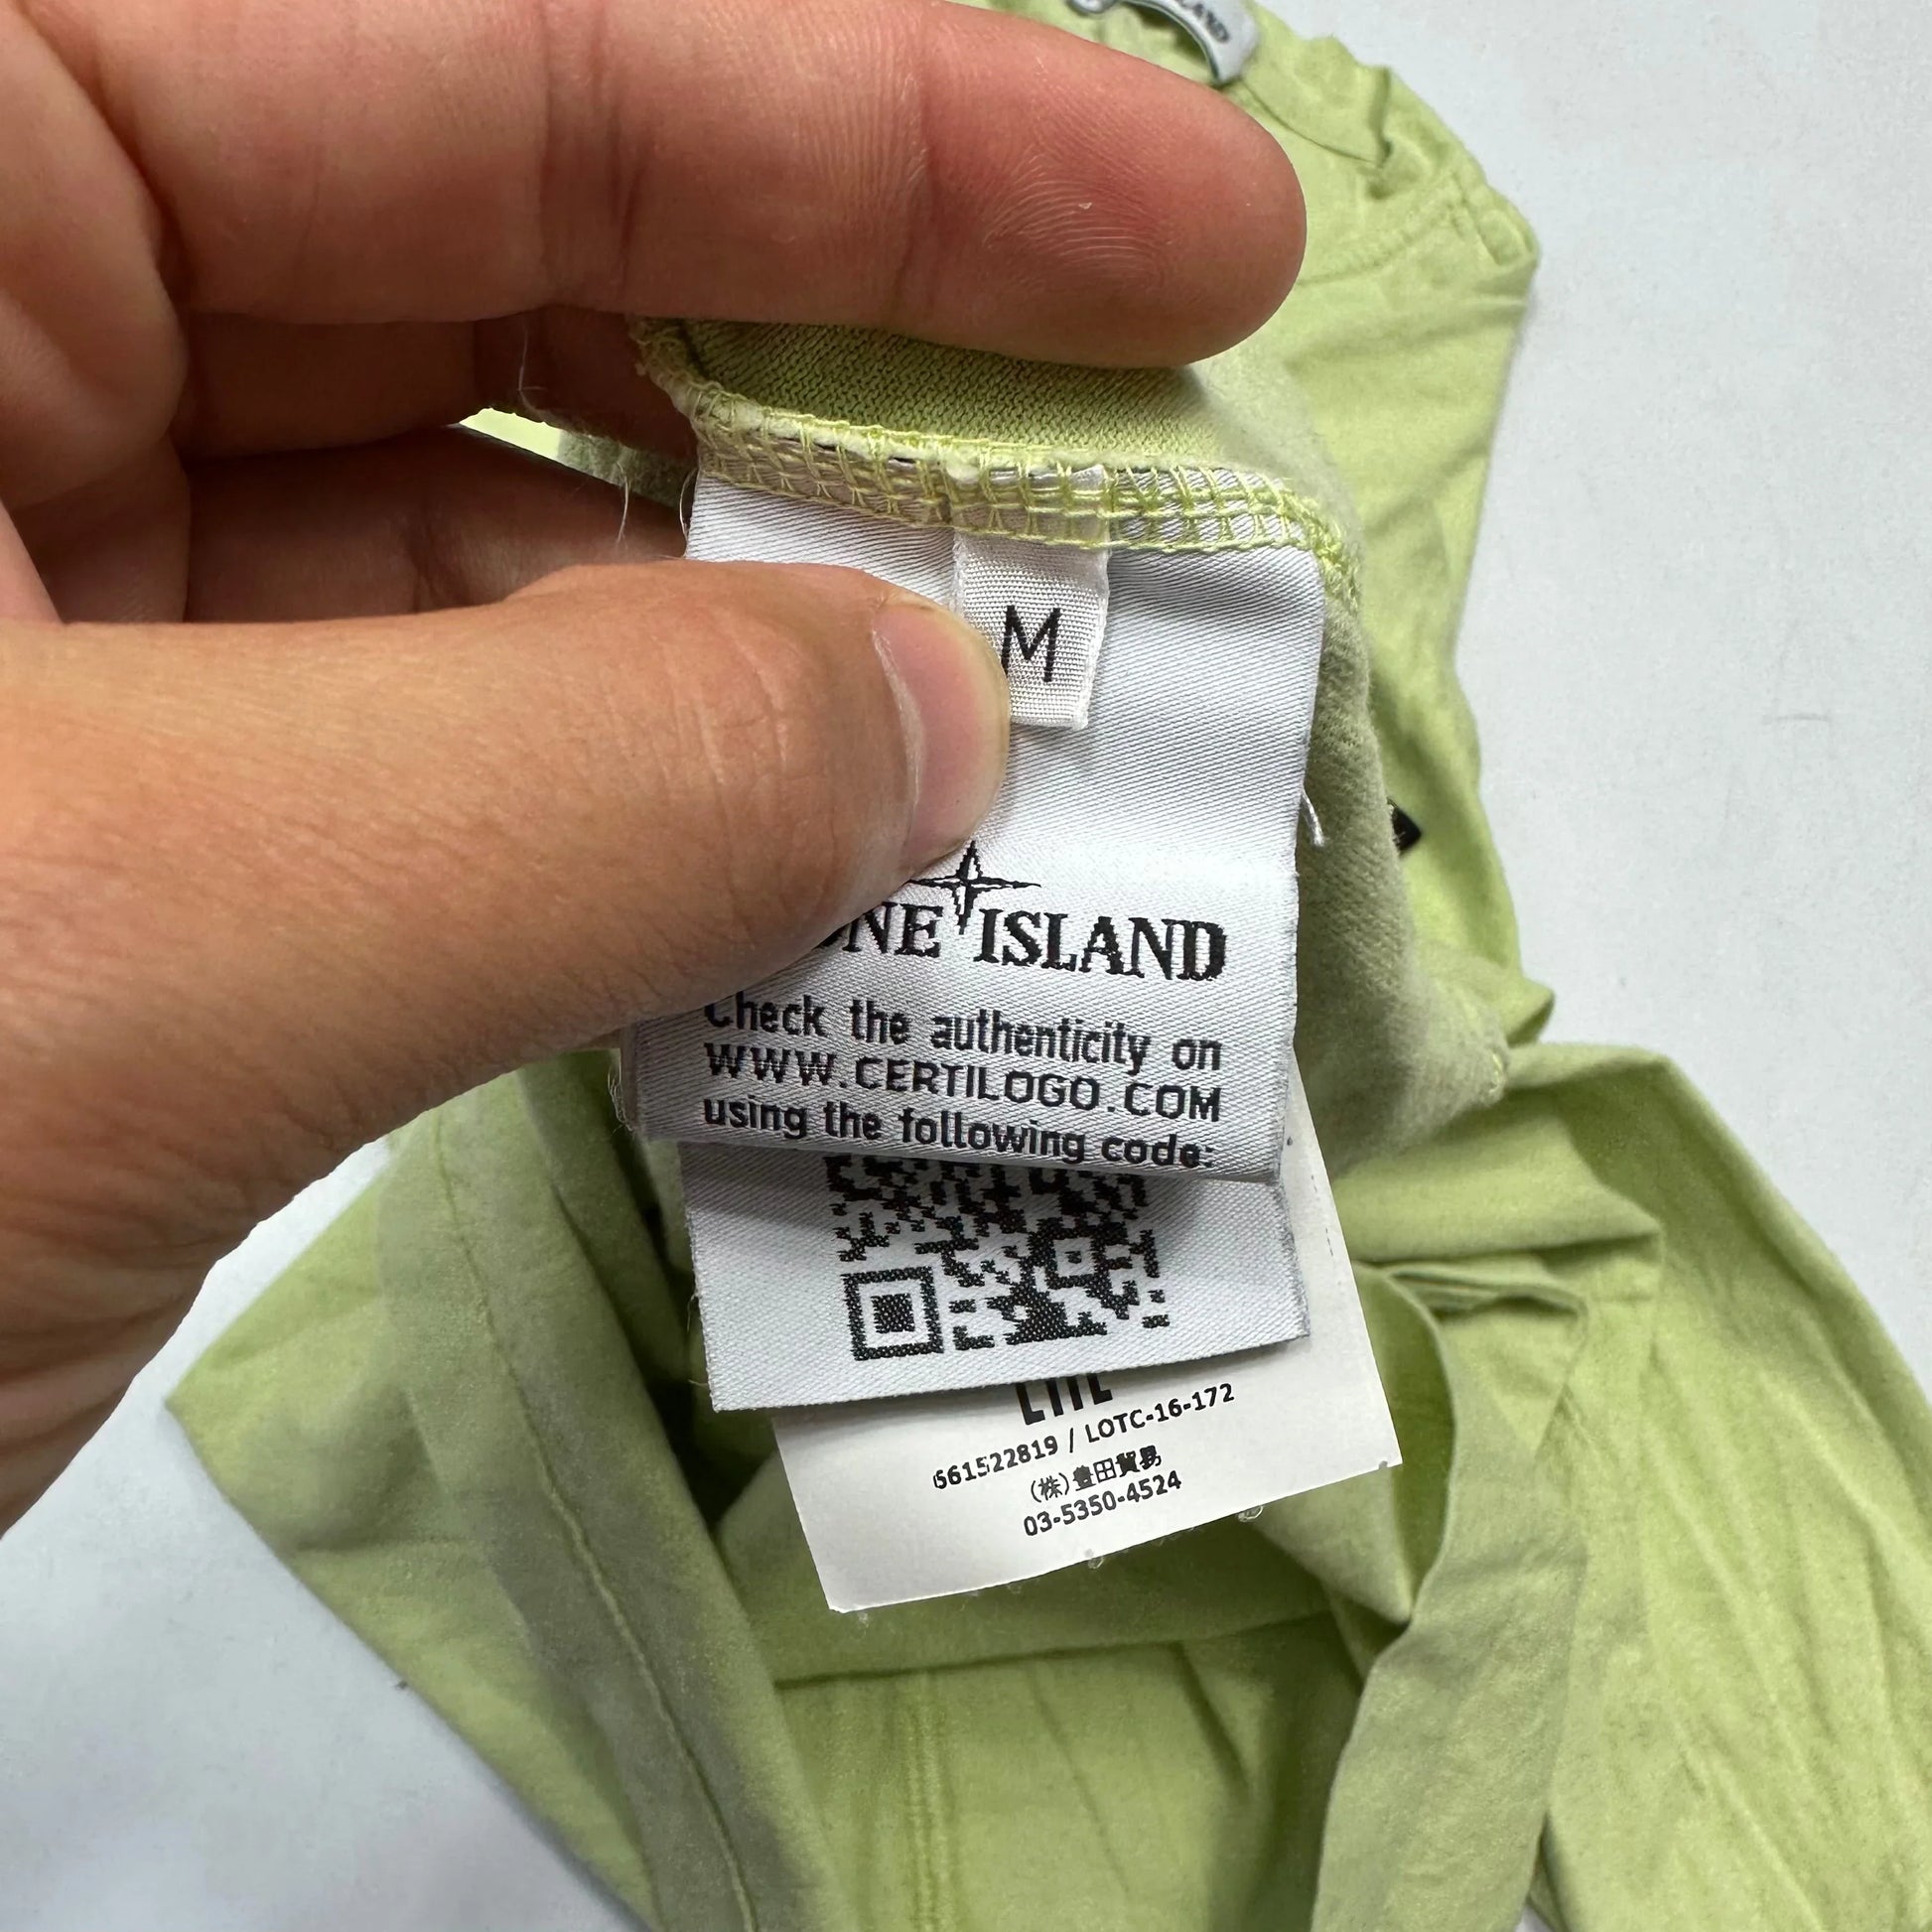 M
ISLAND
Check the authenticity on
WWW.CERTILOGO.COM
using the following code:
561522819 / LOTC-16-172
(株)豊田貿易
03-5350-4524